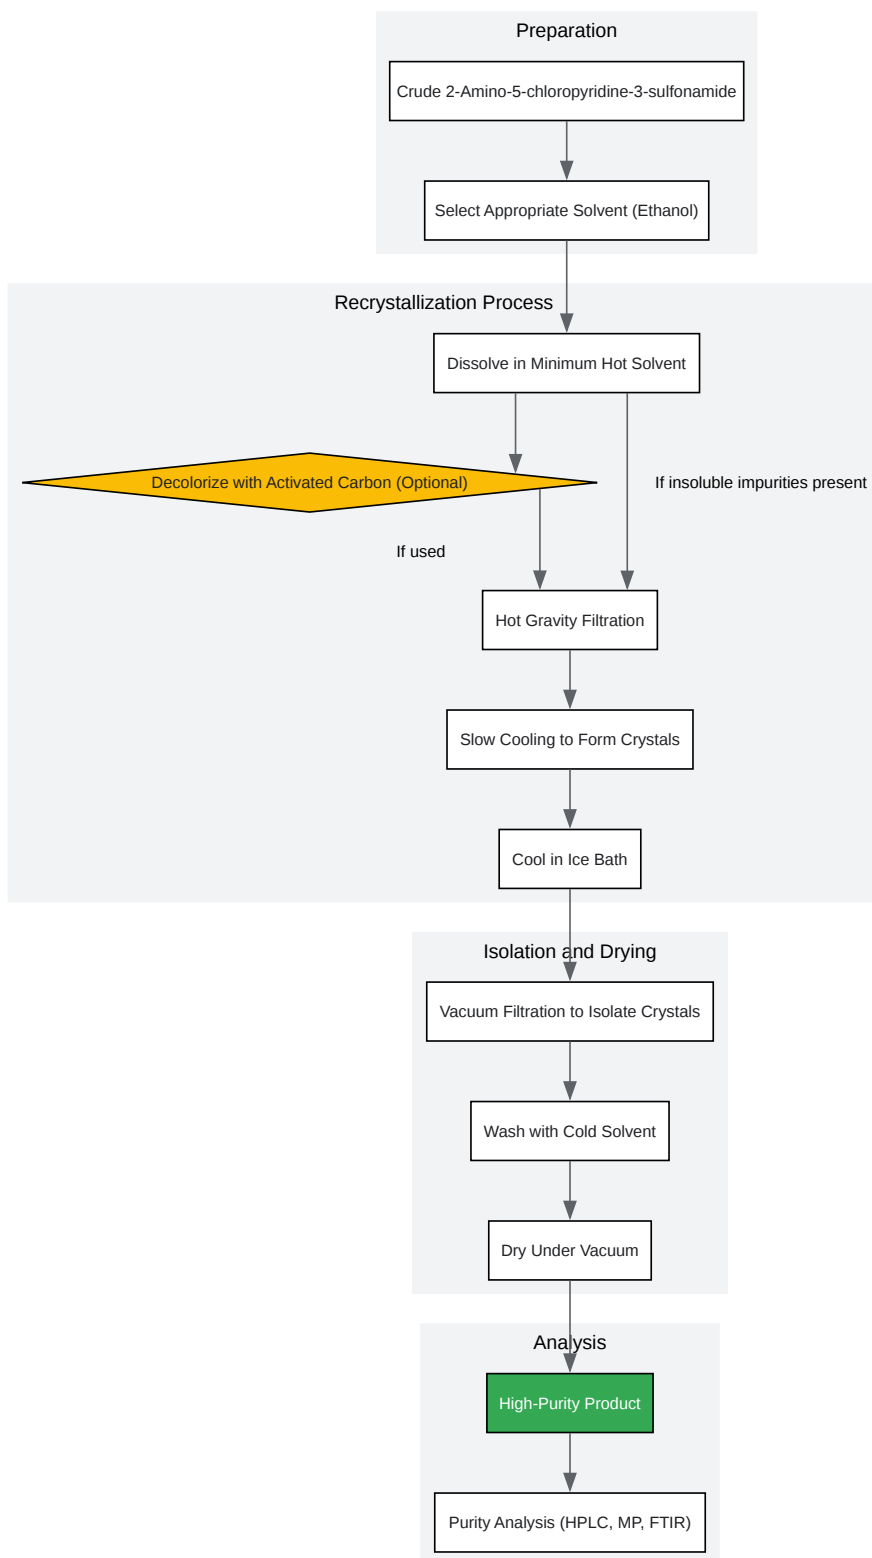 Preparation
Crude 2-Amino-5-chloropyridine-3-sulfonamide
Select Appropriate Solvent (Ethanol)
Recrystallization Process
Dissolve in Minimum Hot Solvent
Decolorize with Activated Carbon (Optional)
If insoluble impurities present
If used
Hot Gravity Filtration
Slow Cooling to Form Crystals
Cool in Ice Bath
Isolation and Drying
Vacuum Filtration to Isolate Crystals
Wash with Cold Solvent
Dry Under Vacuum
Analysis
High-Purity Product
Purity Analysis (HPLC, MP, FTIR)